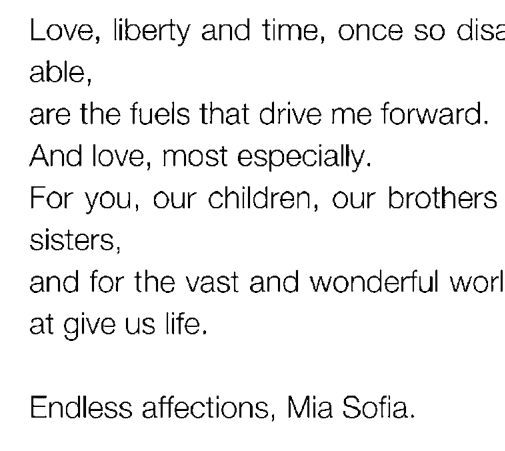 Love, liberty and time, once so disa
able,
are the fuels that drive me forward.
And love, most especially.
For you, our children, our brothers
sisters,
and for the vast and wonderful worl
at give us life.
Endless affections, Mia Sofia.